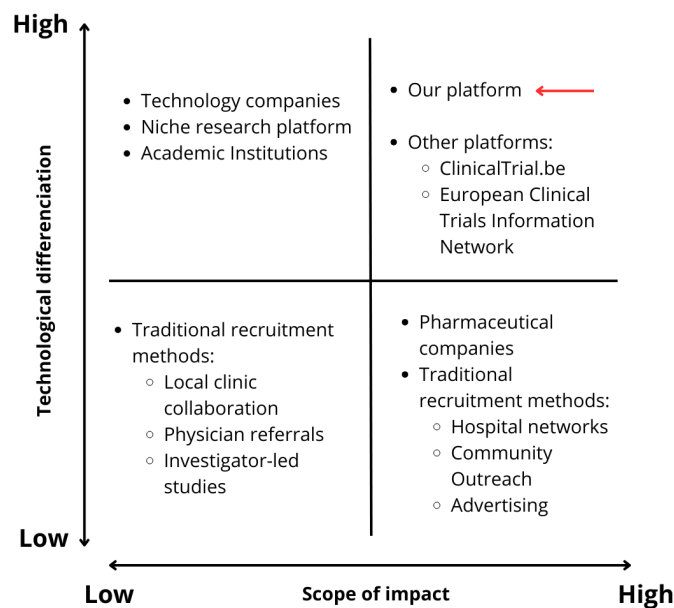 High
Technological differenciation
• Technology companies
• Niche research platform
• Academic Institutions
• Our platform
• Other platforms:
○ ClinicalTrial.be
○ European Clinical
Trials Information
Network
• Traditional recruitment
methods:
○ Local clinic
collaboration
○ Physician referrals
○ Investigator-led
studies
• Pharmaceutical
companies
• Traditional
recruitment methods:
○ Hospital networks
○ Community
Outreach
○ Advertising
Low
Low
Scope of impact
High